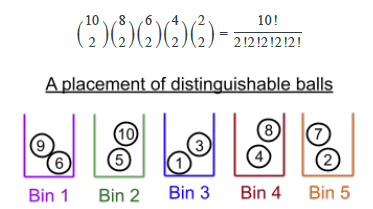 (10 2)(8 2)(6 2)(4 2)(2 2) = 10! / 2!2!2!2!2!
A placement of distinguishable balls
9 6 10 5 1 3 8 4 7 2
Bin 1 Bin 2 Bin 3 Bin 4 Bin 5